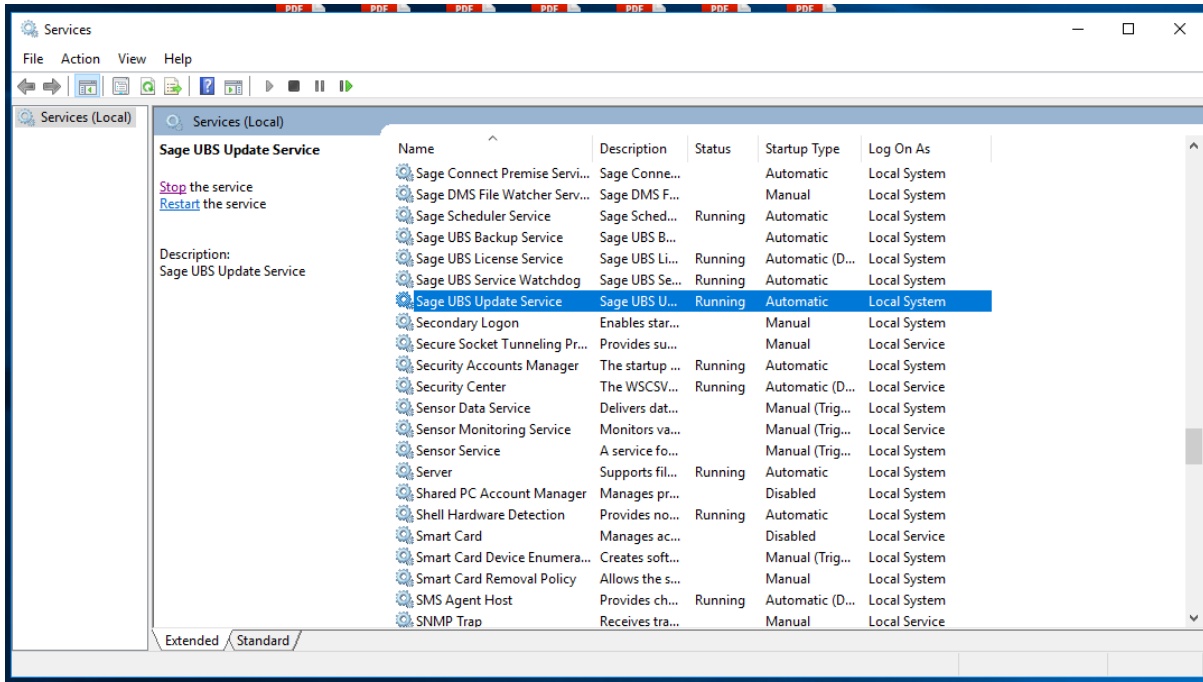 PDF PDF PDF PDF PDF PDF PDF
Services
File Action View Help
Services (Local)
Services (Local)
Sage UBS Update Service
Stop the service
Restart the service
Description:
Sage UBS Update Service
Name Description Status Startup Type Log On As
Sage Connect Premise Servi... Sage Conne... Automatic Local System
Sage DMS File Watcher Serv... Sage DMS F... Manual Local System
Sage Scheduler Service Sage Sched... Running Automatic Local System
Sage UBS Backup Service Sage UBS B... Automatic Local System
Sage UBS License Service Sage UBS Li... Running Automatic (D... Local System
Sage UBS Service Watchdog Sage UBS Se... Running Automatic Local System
Sage UBS Update Service Sage UBS U... Running Automatic Local System
Secondary Logon Enables star... Manual Local System
Secure Socket Tunneling Pr... Provides su... Manual Local Service
Security Accounts Manager The startup ... Running Automatic Local System
Security Center The WSCSV... Running Automatic (D... Local Service
Sensor Data Service Delivers dat... Manual (Trig... Local System
Sensor Monitoring Service Monitors va... Manual (Trig... Local Service
Sensor Service A service fo... Manual (Trig... Local System
Server Supports fil... Running Automatic Local System
Shared PC Account Manager Manages pr... Disabled Local System
Shell Hardware Detection Provides no... Running Automatic Local System
Smart Card Manages ac... Disabled Local Service
Smart Card Device Enumera... Creates soft... Manual (Trig... Local System
Smart Card Removal Policy Allows the s... Manual Local System
SMS Agent Host Provides ch... Running Automatic (D... Local System
SNMP Trap Receives tra... Manual Local Service
Extended Standard